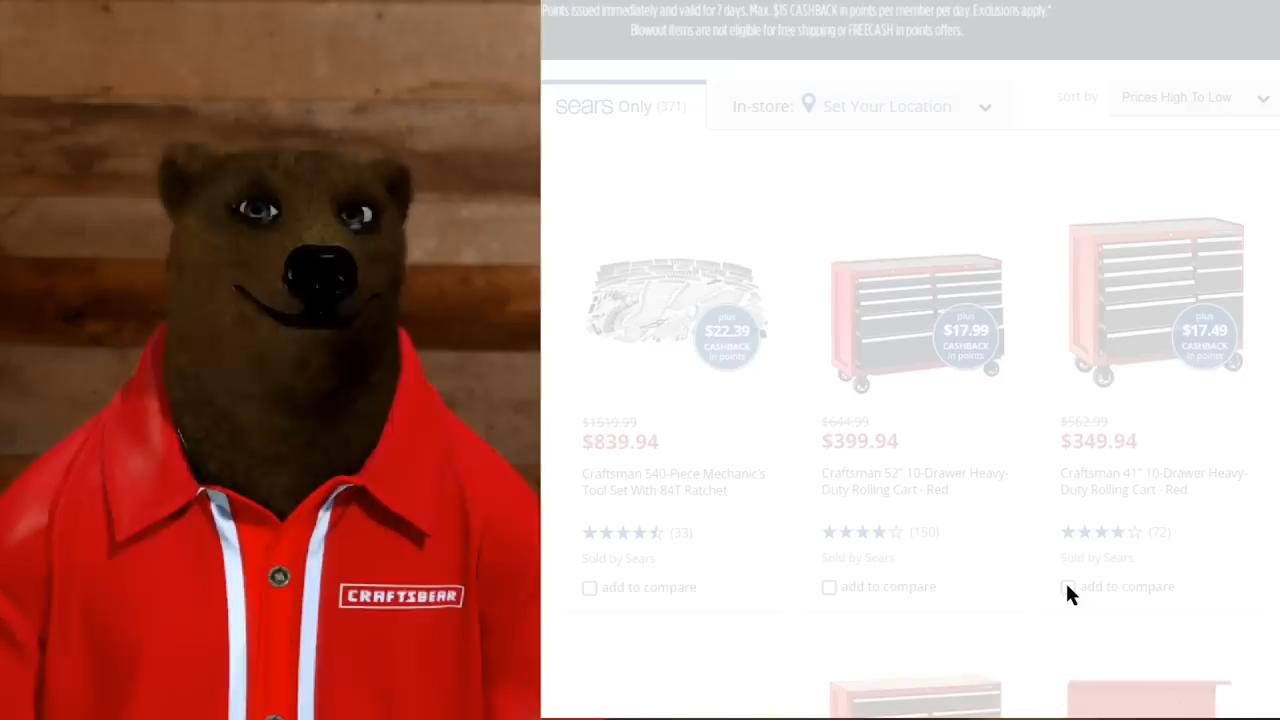 Points issued immediately and valid for 7 days. Max. $15 CASHBACK in points per member per day. Exclusions apply.*
Blowout items are not eligible for free shipping or FREECASH in points offers.
sears Only (371)
In-store: Set Your Location
sort by Prices High To Low
plus
$22.39
CASHBACK
in points
plus
$17.99
CASHBACK
in points
plus
$17.49
CASHBACK
in points
$1519.99
$839.94
Craftsman 540-Piece Mechanic's
Tool Set With 84T Ratchet
(33)
Sold by Sears
add to compare
$644.99
$399.94
Craftsman 52" 10-Drawer Heavy-
Duty Rolling Cart - Red
(150)
Sold by Sears
add to compare
$562.99
$349.94
Craftsman 41" 10-Drawer Heavy-
Duty Rolling Cart - Red
(72)
Sold by Sears
add to compare
CRAFTSBEAR